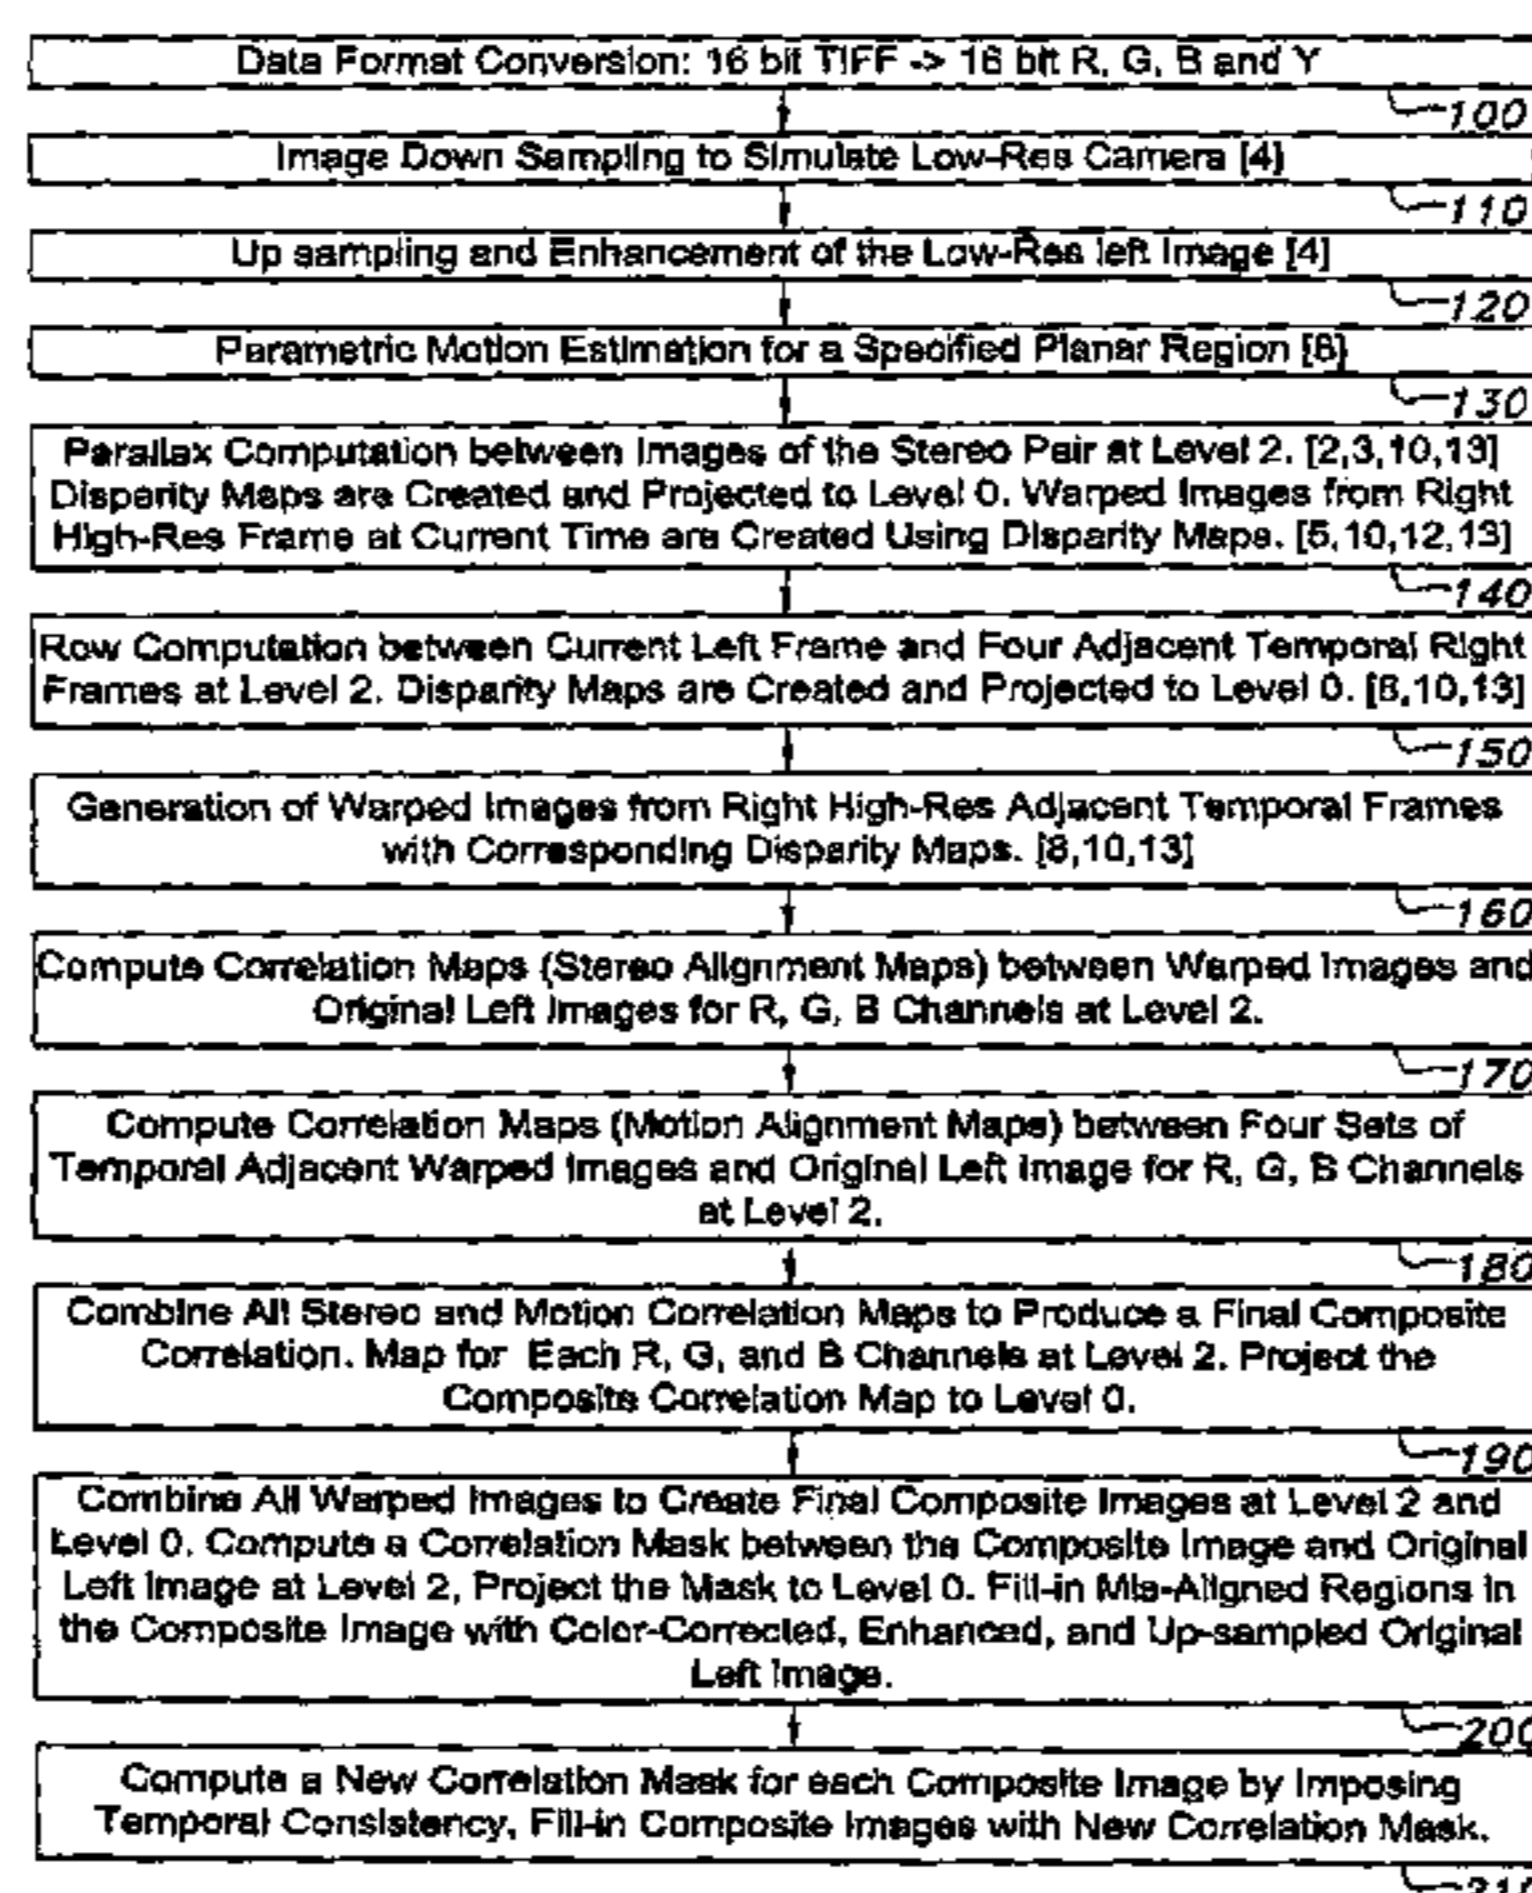 Data Format Conversion: 16 bit TIFF -> 16 bit R, G, B and Y
100
Image Down Sampling to Simulate Low-Res Camera [4]
110
Up sampling and Enhancement of the Low-Res left Image [4]
120
Parametric Motion Estimation for a Specified Planar Region [8]
130
Parallax Computation between Images of the Stereo Pair at Level 2. [2,3,10,13]
Disparity Maps are Created and Projected to Level 0. Warped Images from Right
High-Res Frame at Current Time are Created Using Disparity Maps. [5,10,12,13]
140
Row Computation between Current Left Frame and Four Adjacent Temporal Right
Frames at Level 2. Disparity Maps are Created and Projected to Level 0. [8,10,13]
150
Generation of Warped Images from Right High-Res Adjacent Temporal Frames
with Corresponding Disparity Maps. [8,10,13]
160
Compute Correlation Maps (Stereo Alignment Maps) between Warped Images and
Original Left Images for R, G, B Channels at Level 2.
170
Compute Correlation Maps (Motion Alignment Maps) between Four Sets of
Temporal Adjacent Warped Images and Original Left Image for R, G, B Channels
at Level 2.
180
Combine All Stereo and Motion Correlation Maps to Produce a Final Composite
Correlation. Map for Each R, G, and B Channels at Level 2. Project the
Composite Correlation Map to Level 0.
190
Combine All Warped Images to Create Final Composite Images at Level 2 and
Level 0. Compute a Correlation Mask between the Composite Image and Original
Left Image at Level 2, Project the Mask to Level 0. Fill-in Mis-Aligned Regions in
the Composite Image with Color-Corrected, Enhanced, and Up-sampled Original
Left Image.
200
Compute a New Correlation Mask for each Composite Image by Imposing
Temporal Consistency, Fill-in Composite Images with New Correlation Mask.
210